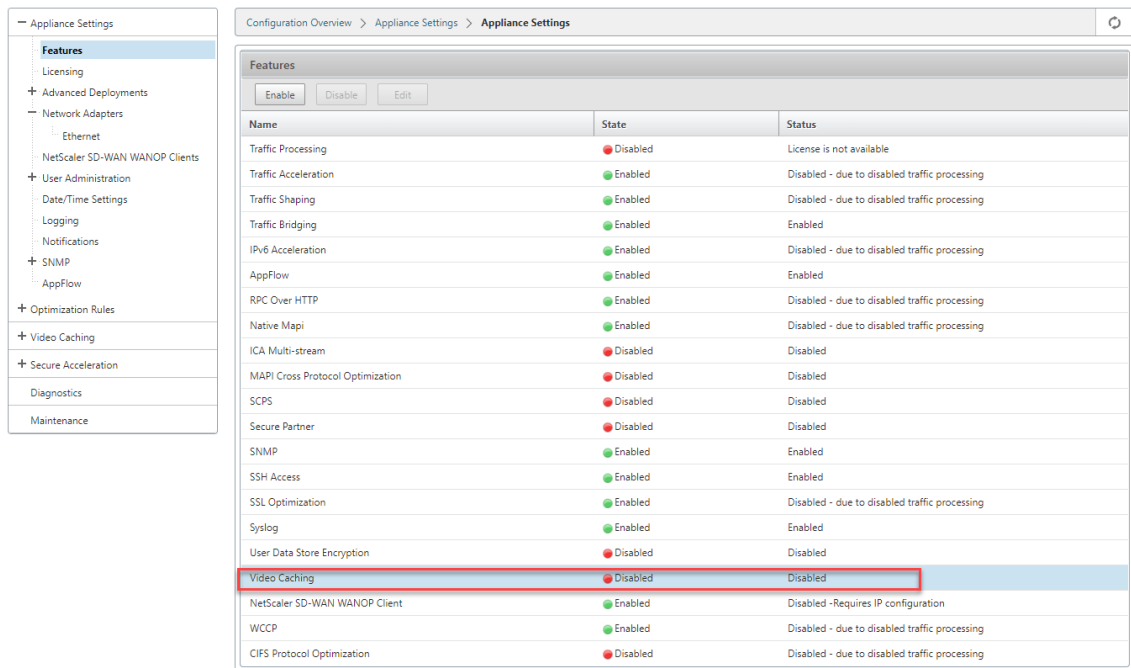 Appliance Settings
Features
Licensing
Advanced Deployments
Network Adapters
Ethernet
NetScaler SD-WAN WANOP Clients
User Administration
Date/Time Settings
Logging
Notifications
SNMP
AppFlow
Optimization Rules
Video Caching
Secure Acceleration
Diagnostics
Maintenance
Configuration Overview > Appliance Settings > Appliance Settings
Features
Enable Disable Edit
Name State Status
Traffic Processing Disabled License is not available
Traffic Acceleration Enabled Disabled - due to disabled traffic processing
Traffic Shaping Enabled Disabled - due to disabled traffic processing
Traffic Bridging Enabled Enabled
IPv6 Acceleration Enabled Disabled - due to disabled traffic processing
AppFlow Enabled Enabled
RPC Over HTTP Enabled Disabled - due to disabled traffic processing
Native Mapi Enabled Disabled - due to disabled traffic processing
ICA Multi-stream Disabled Disabled
MAPI Cross Protocol Optimization Disabled Disabled
SCPS Disabled Disabled
Secure Partner Disabled Disabled
SNMP Enabled Enabled
SSH Access Enabled Enabled
SSL Optimization Enabled Disabled - due to disabled traffic processing
Syslog Enabled Enabled
User Data Store Encryption Disabled Disabled
Video Caching Disabled Disabled
NetScaler SD-WAN WANOP Client Enabled Disabled -Requires IP configuration
WCCP Enabled Disabled - due to disabled traffic processing
CIFS Protocol Optimization Disabled Disabled - due to disabled traffic processing